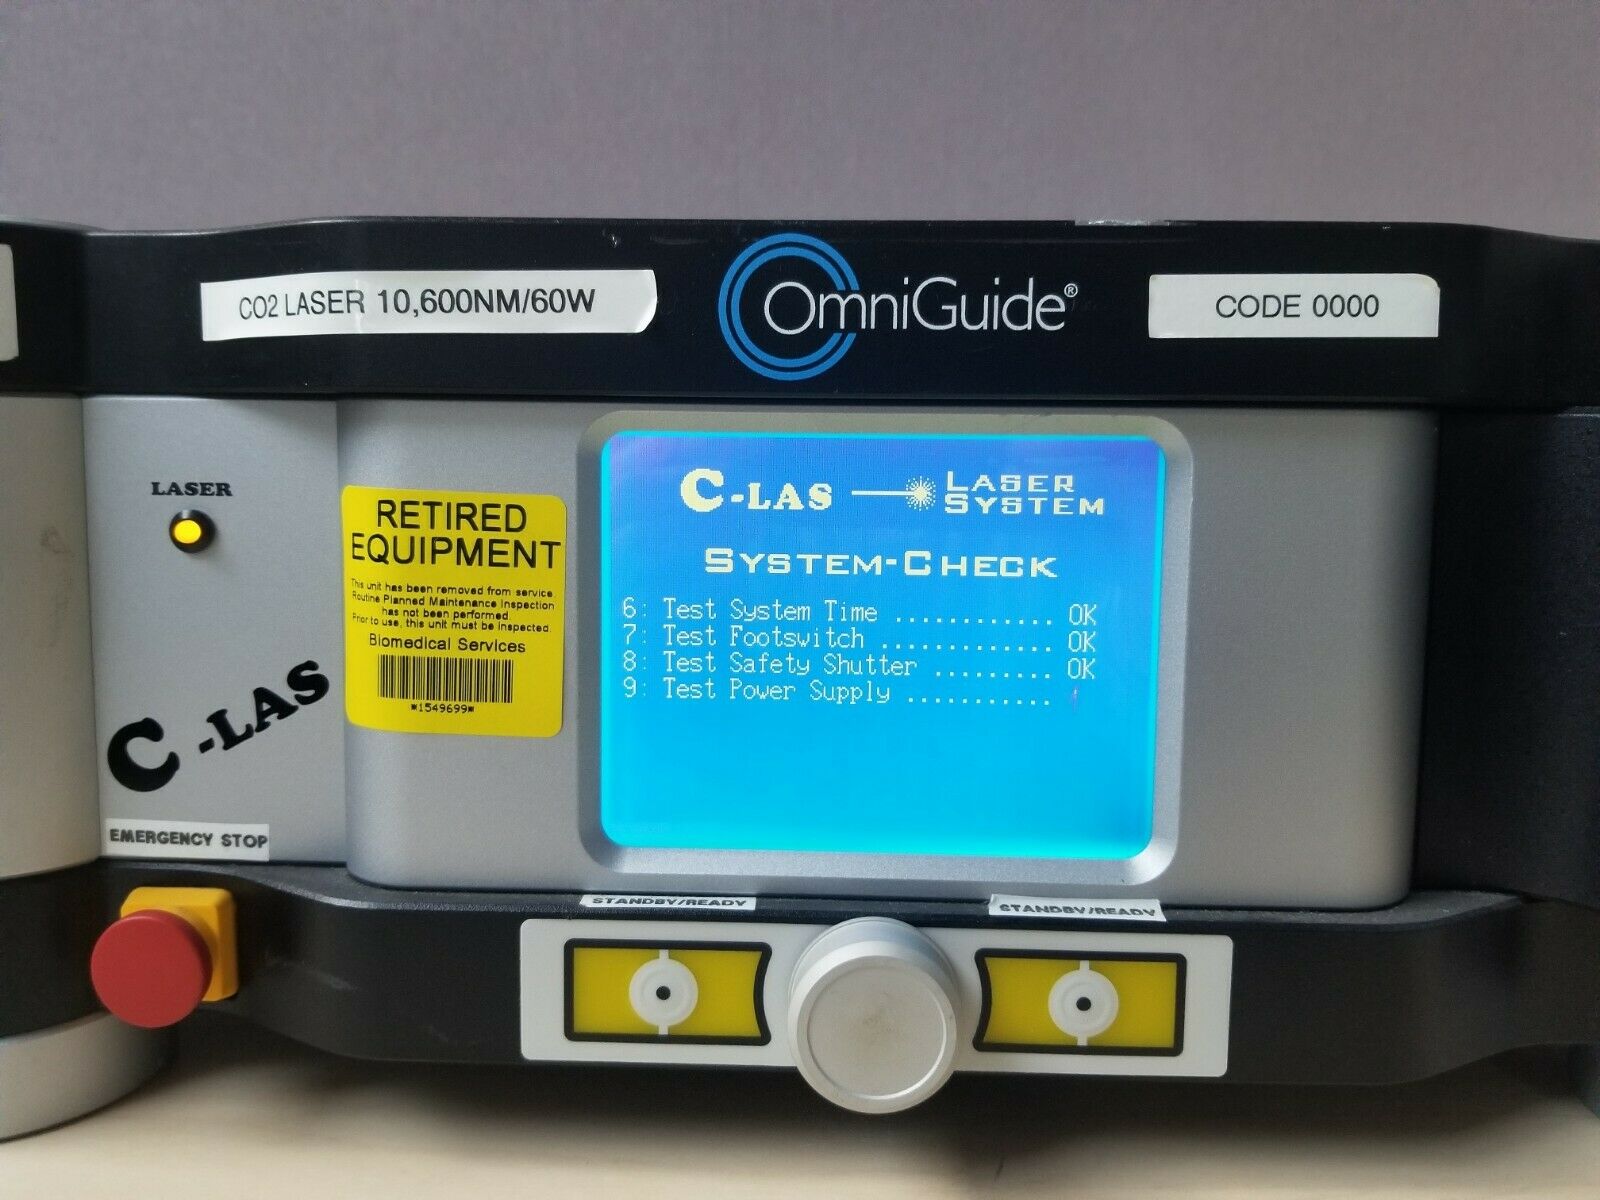 CO2 LASER 10,600NM/60W
OmniGuide®
CODE 0000
LASER
RETIRED
EQUIPMENT
This unit has been removed from service.
Routine Planned Maintenance Inspection
has not been performed.
Prior to use, this unit must be inspected.
Biomedical Services
*1549699*
C-LAS
EMERGENCY STOP
C-LAS LASER
SYSTEM
SYSTEM-CHECK
6: Test System Time ............ OK
7: Test Footswitch ............. OK
8: Test Safety Shutter ......... OK
9: Test Power Supply ...........
STANDBY/READY
STANDBY/READY